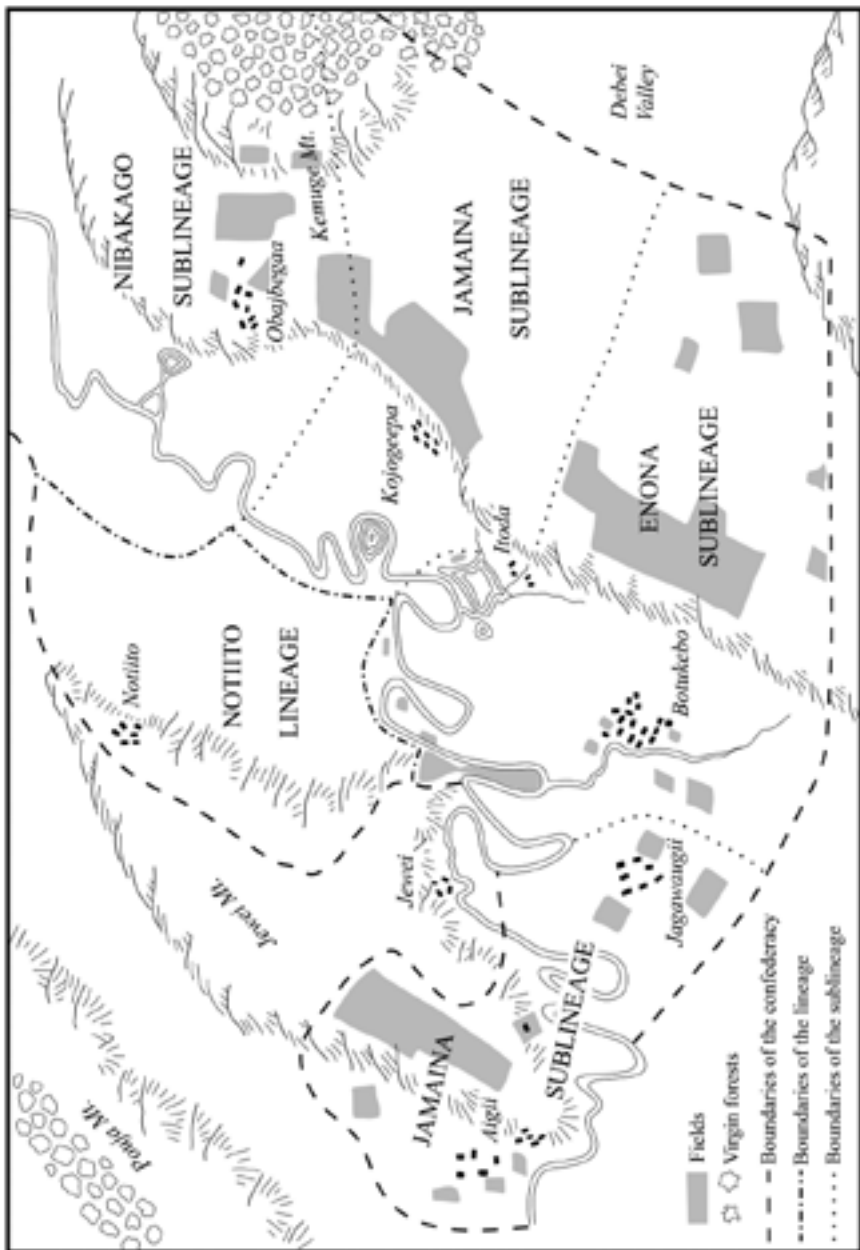 Pouja Mt.
Jewei Mt.
Notiito
NOTIITO
LINEAGE
NIBAKAGO
SUBLINEAGE
Obajbegaa
Kemuge Mt.
JAMAINA
SUBLINEAGE
Debei
Valley
Kojogeepa
Itoda
ENONA
SUBLINEAGE
Botukebo
Jewei
Jagawaugii
JAMAINA
SUBLINEAGE
Aigii
Fields
Virgin forests
Boundaries of the confederacy
Boundaries of the lineage
Boundaries of the sublineage